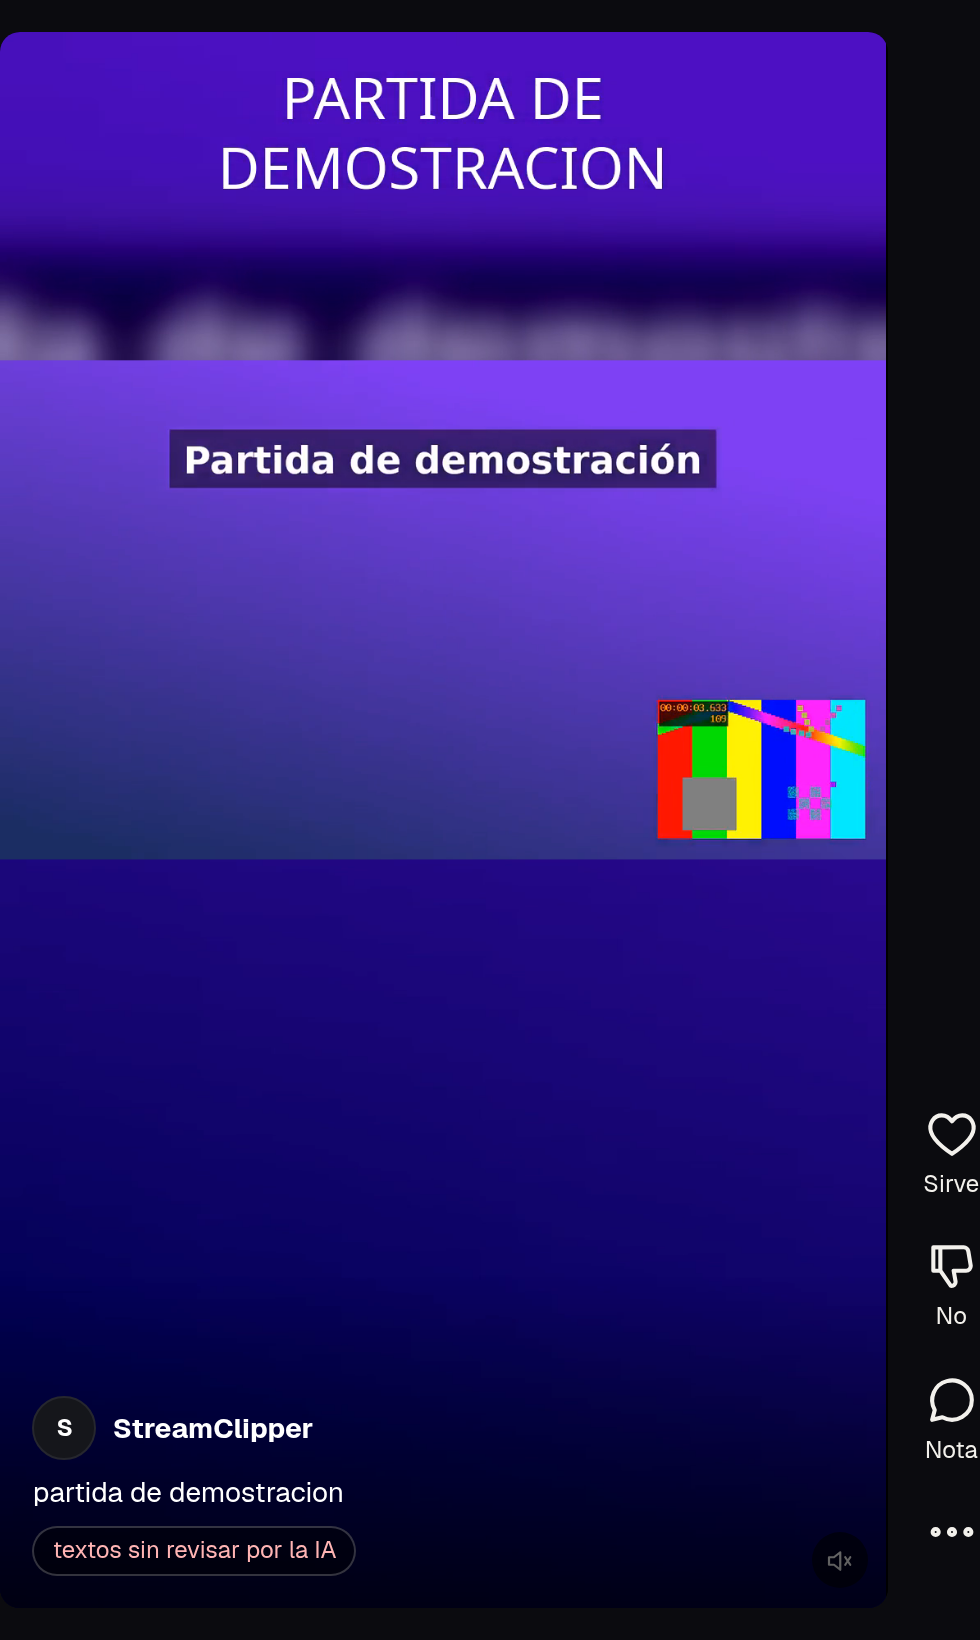 PARTIDA DE
DEMOSTRACION
Partida de demostración
00:00:03.633
109
Sirve
No
Nota
S
StreamClipper
partida de demostracion
textos sin revisar por la IA